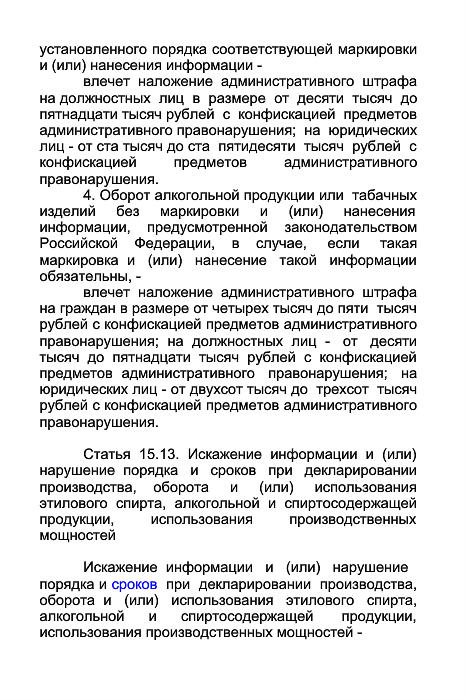 установленного порядка соответствующей маркировки
и (или) нанесения информации -
влечет наложение административного штрафа
на должностных лиц в размере от десяти тысяч до
пятнадцати тысяч рублей с конфискацией предметов
административного правонарушения; на юридических
лиц - от ста тысяч до ста пятидесяти тысяч рублей с
конфискацией предметов административного
правонарушения.
4. Оборот алкогольной продукции или табачных
изделий без маркировки и (или) нанесения
информации, предусмотренной законодательством
Российской Федерации, в случае, если такая
маркировка и (или) нанесение такой информации
обязательны, -
влечет наложение административного штрафа
на граждан в размере от четырех тысяч до пяти тысяч
рублей с конфискацией предметов административного
правонарушения; на должностных лиц - от десяти
тысяч до пятнадцати тысяч рублей с конфискацией
предметов административного правонарушения; на
юридических лиц - от двухсот тысяч до трехсот тысяч
рублей с конфискацией предметов административного
правонарушения.
Статья 15.13. Искажение информации и (или)
нарушение порядка и сроков при декларировании
производства, оборота и (или) использования
этилового спирта, алкогольной и спиртосодержащей
продукции, использования производственных
мощностей
Искажение информации и (или) нарушение
порядка и сроков при декларировании производства,
оборота и (или) использования этилового спирта,
алкогольной и спиртосодержащей продукции,
использования производственных мощностей -